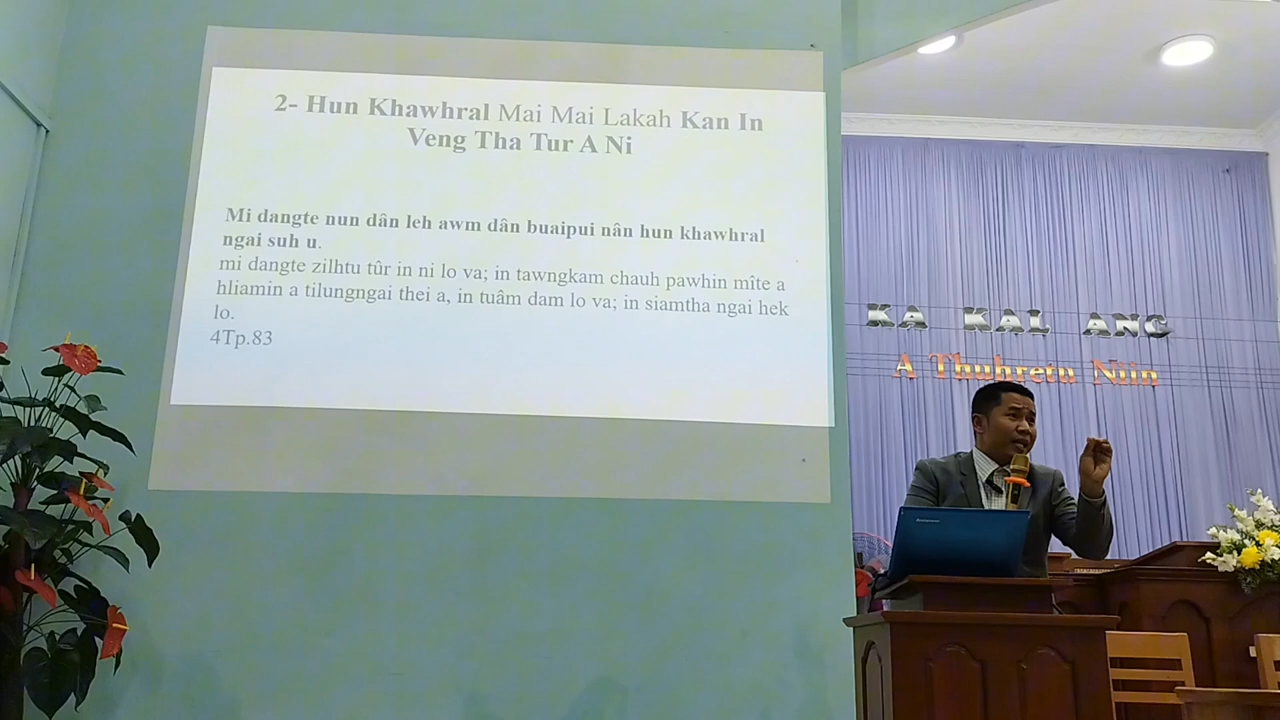 2- Hun Khawhral Mai Mai Lakah Kan In
Veng Tha Tur A Ni
Mi dangte nun dân leh awm dân buaipui nân hun khawhral
ngai suh u.
mi dangte zilhtu tûr in ni lo va; in tawngkam chauh pawhin mîte a
hliamin a tilungngai thei a, in tuâm dam lo va; in siamtha ngai hek
lo.
4Tp.83
KA KAL ANG
A Thuhretu Niin
lenovo